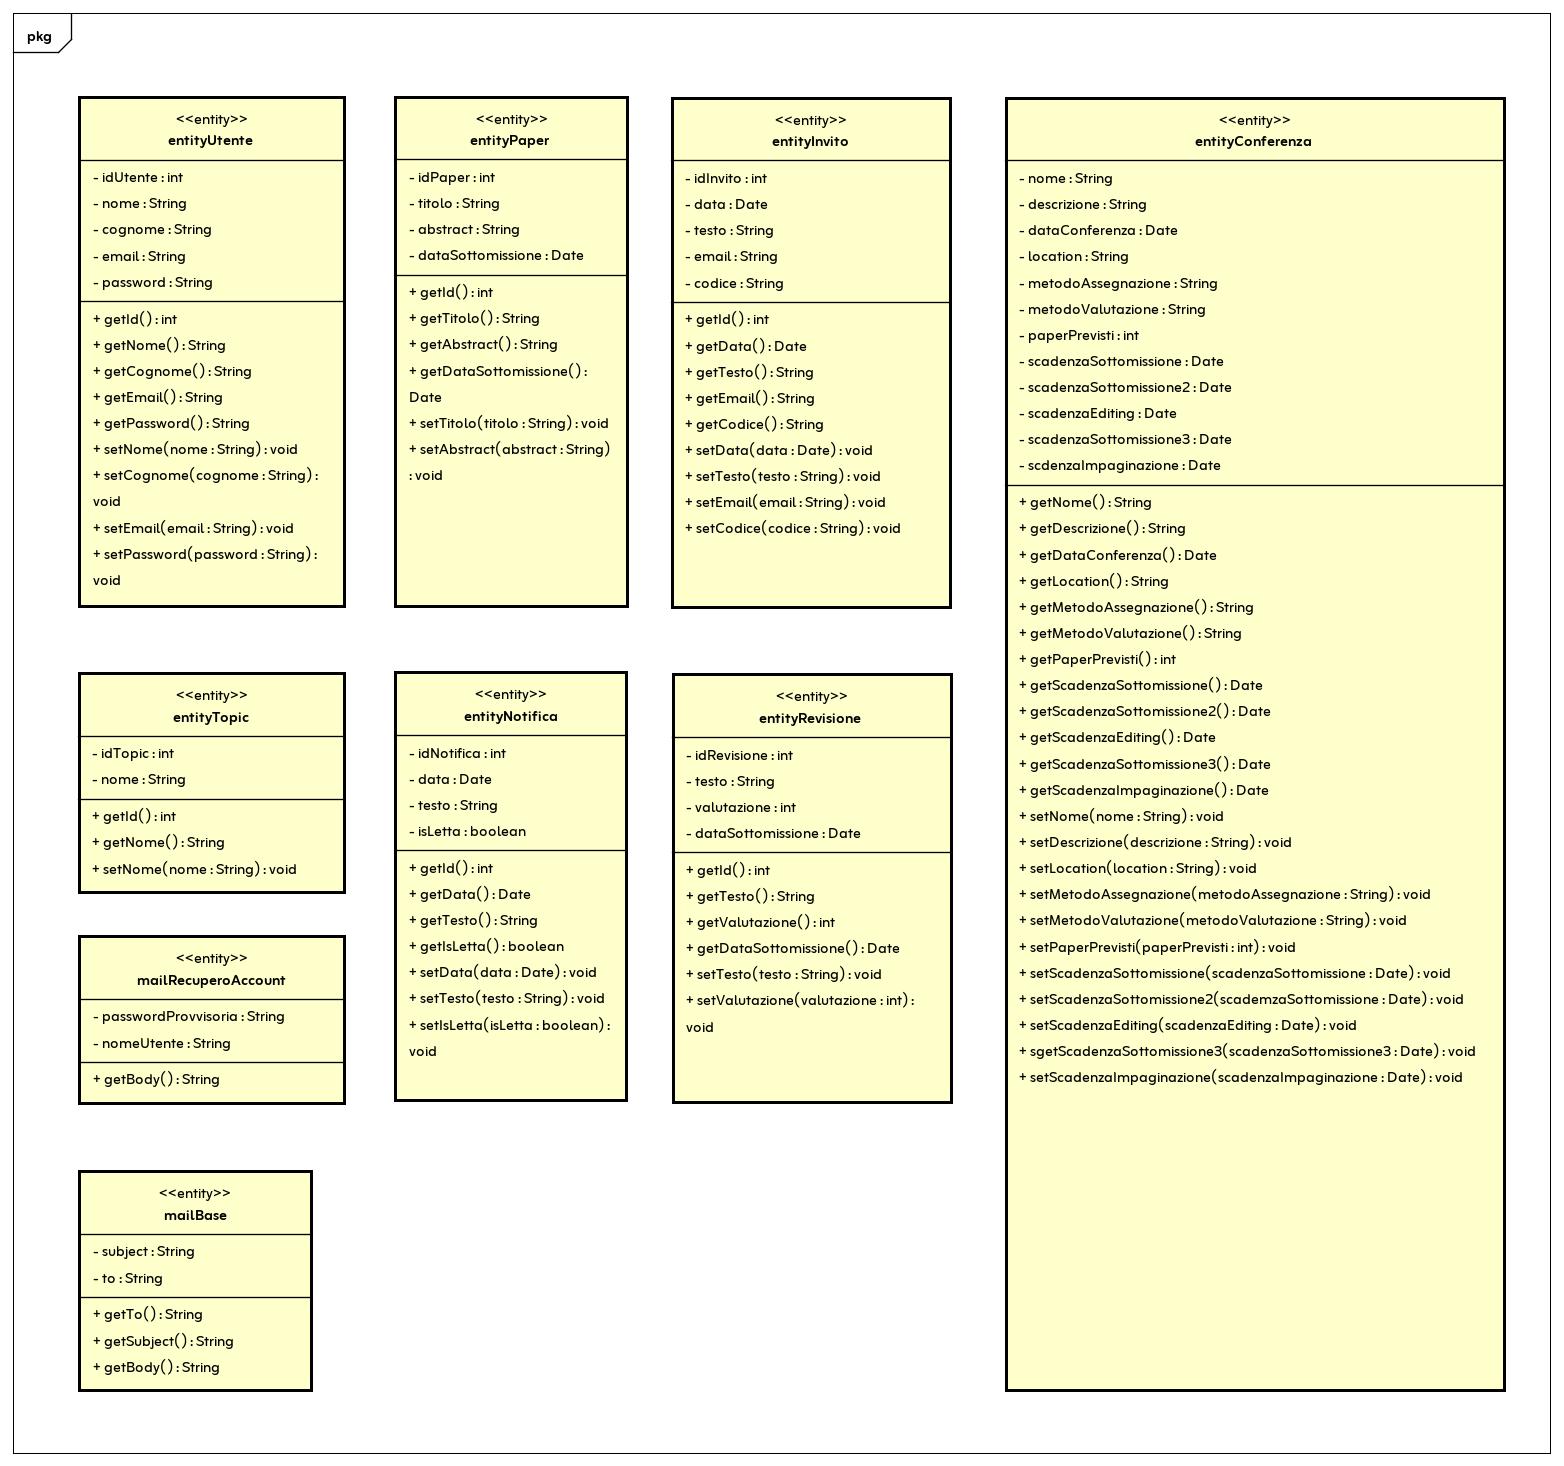 pkg
<<entity>>
entityUtente
- idUtente : int
- nome : String
- cognome : String
- email : String
- password : String
+ getId() : int
+ getNome() : String
+ getCognome() : String
+ getEmail() : String
+ getPassword() : String
+ setNome(nome : String) : void
+ setCognome(cognome : String) :
void
+ setEmail(email : String) : void
+ setPassword(password : String) :
void
<<entity>>
entityPaper
- idPaper : int
- titolo : String
- abstract : String
- dataSottomissione : Date
+ getId() : int
+ getTitolo() : String
+ getAbstract() : String
+ getDataSottomissione() :
Date
+ setTitolo(titolo : String) : void
+ setAbstract(abstract : String)
: void
<<entity>>
entityInvito
- idInvito : int
- data : Date
- testo : String
- email : String
- codice : String
+ getId() : int
+ getData() : Date
+ getTesto() : String
+ getEmail() : String
+ getCodice() : String
+ setData(data : Date) : void
+ setTesto(testo : String) : void
+ setEmail(email : String) : void
+ setCodice(codice : String) : void
<<entity>>
entityConferenza
- nome : String
- descrizione : String
- dataConferenza : Date
- location : String
- metodoAssegnazione : String
- metodoValutazione : String
- paperPrevisti : int
- scadenzaSottomissione : Date
- scadenzaSottomissione2 : Date
- scadenzaEditing : Date
- scadenzaSottomissione3 : Date
- scdenzaImpaginazione : Date
+ getNome() : String
+ getDescrizione() : String
+ getDataConferenza() : Date
+ getLocation() : String
+ getMetodoAssegnazione() : String
+ getMetodoValutazione() : String
+ getPaperPrevisti() : int
+ getScadenzaSottomissione() : Date
+ getScadenzaSottomissione2() : Date
+ getScadenzaEditing() : Date
+ getScadenzaSottomissione3() : Date
+ getScadenzaImpaginazione() : Date
+ setNome(nome : String) : void
+ setDescrizione(descrizione : String) : void
+ setLocation(location : String) : void
+ setMetodoAssegnazione(metodoAssegnazione : String) : void
+ setMetodoValutazione(metodoValutazione : String) : void
+ setPaperPrevisti(paperPrevisti : int) : void
+ setScadenzaSottomissione(scadenzaSottomissione : Date) : void
+ setScadenzaSottomissione2(scademzaSottomissione : Date) : void
+ setScadenzaEditing(scadenzaEditing : Date) : void
+ sgetScadenzaSottomissione3(scadenzaSottomissione3 : Date) : void
+ setScadenzaImpaginazione(scadenzaImpaginazione : Date) : void
<<entity>>
entityTopic
- idTopic : int
- nome : String
+ getId() : int
+ getNome() : String
+ setNome(nome : String) : void
<<entity>>
entityNotifica
- idNotifica : int
- data : Date
- testo : String
- isLetta : boolean
+ getId() : int
+ getData() : Date
+ getTesto() : String
+ getIsLetta() : boolean
+ setData(data : Date) : void
+ setTesto(testo : String) : void
+ setIsLetta(isLetta : boolean) :
void
<<entity>>
entityRevisione
- idRevisione : int
- testo : String
- valutazione : int
- dataSottomissione : Date
+ getId() : int
+ getTesto() : String
+ getValutazione() : int
+ getDataSottomissione() : Date
+ setTesto(testo : String) : void
+ setValutazione(valutazione : int) :
void
<<entity>>
mailRecuperoAccount
- passwordProvvisoria : String
- nomeUtente : String
+ getBody() : String
<<entity>>
mailBase
- subject : String
- to : String
+ getTo() : String
+ getSubject() : String
+ getBody() : String